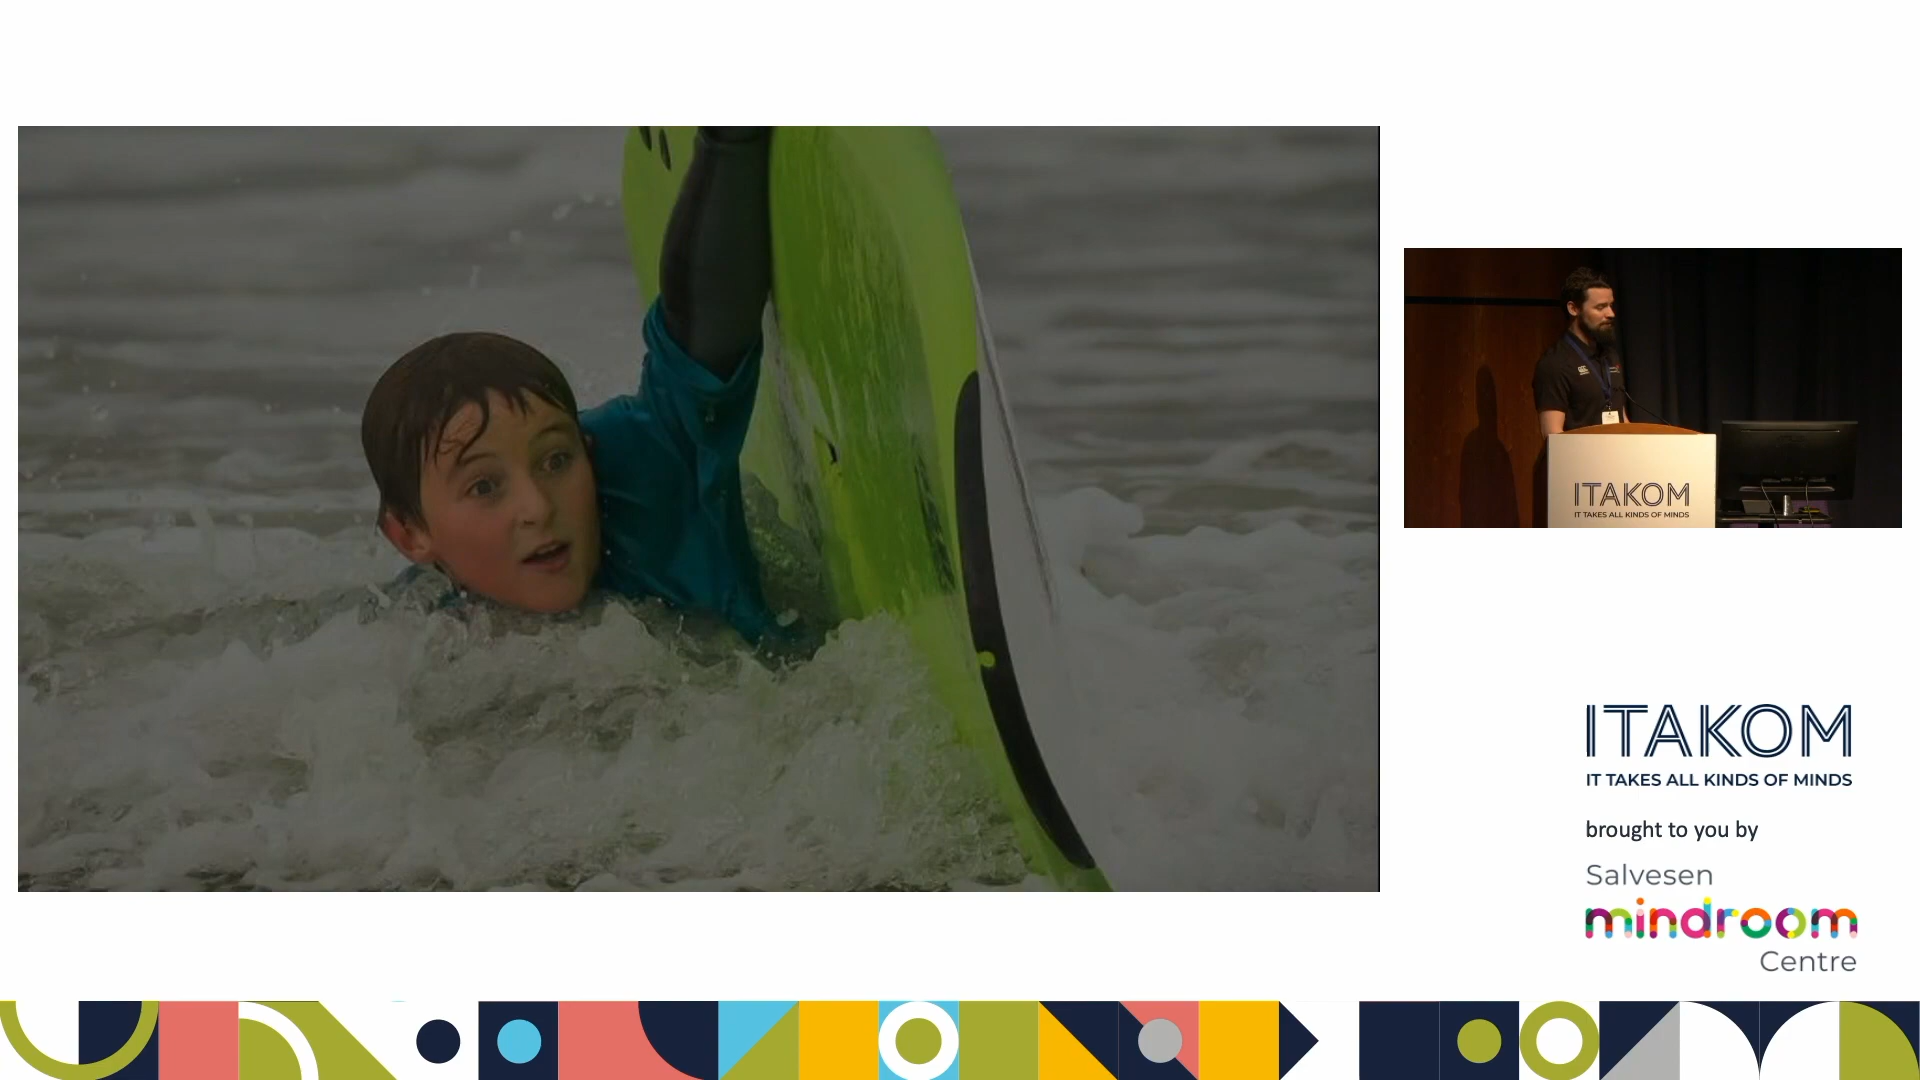 ITAKOM
IT TAKES ALL KINDS OF MINDS
ITAKOM
IT TAKES ALL KINDS OF MINDS
brought to you by
Salvesen
mindroom
Centre